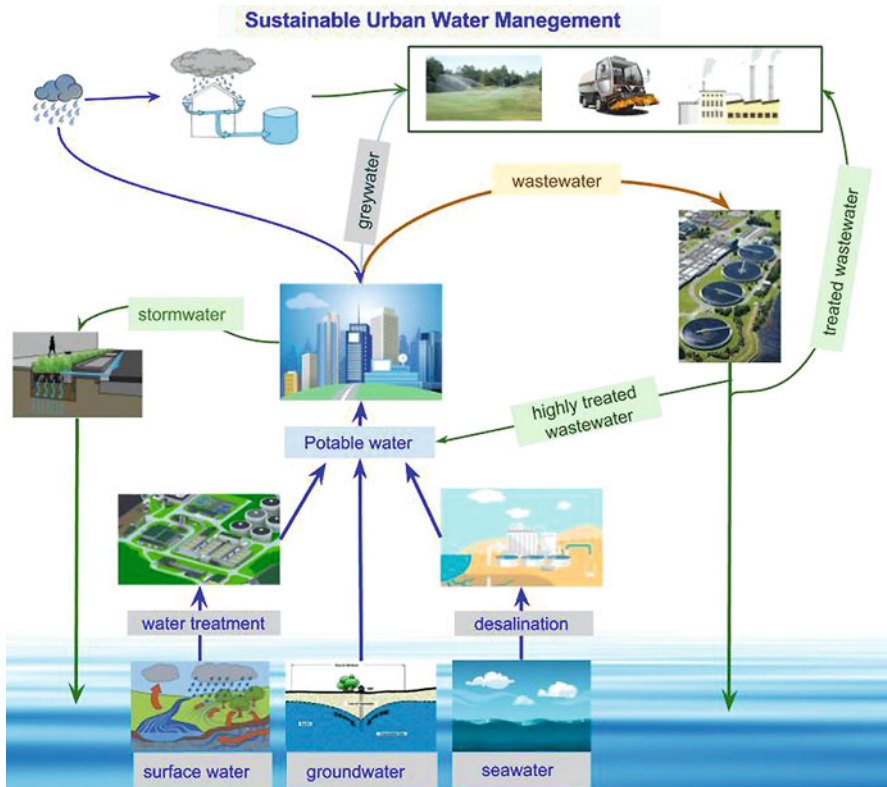 Sustainable Urban Water Manegement
greywater
wastewater
treated wastewater
stormwater
highly treated
wastewater
Potable water
water treatment
desalination
surface water
groundwater
seawater